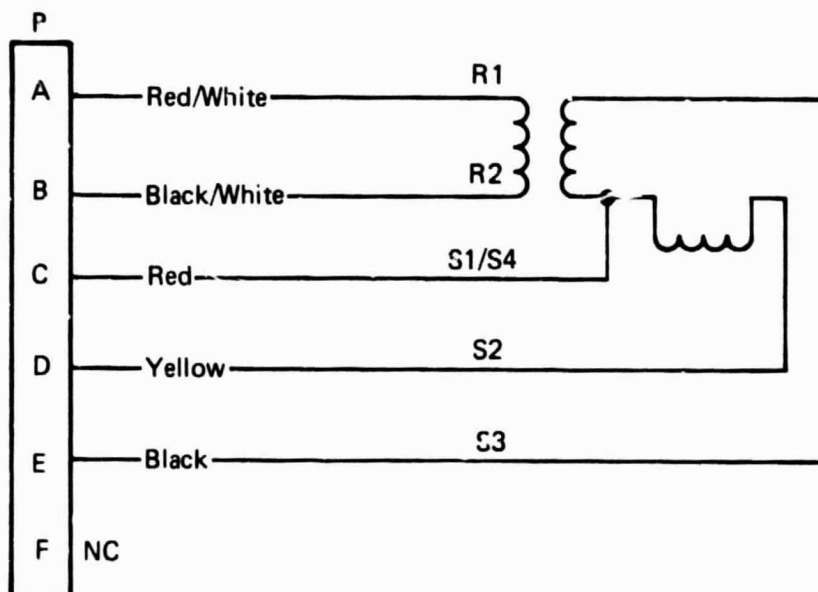 P
A Red/White R1
B Black/White R2
C Red S1/S4
D Yellow S2
E Black S3
F NC